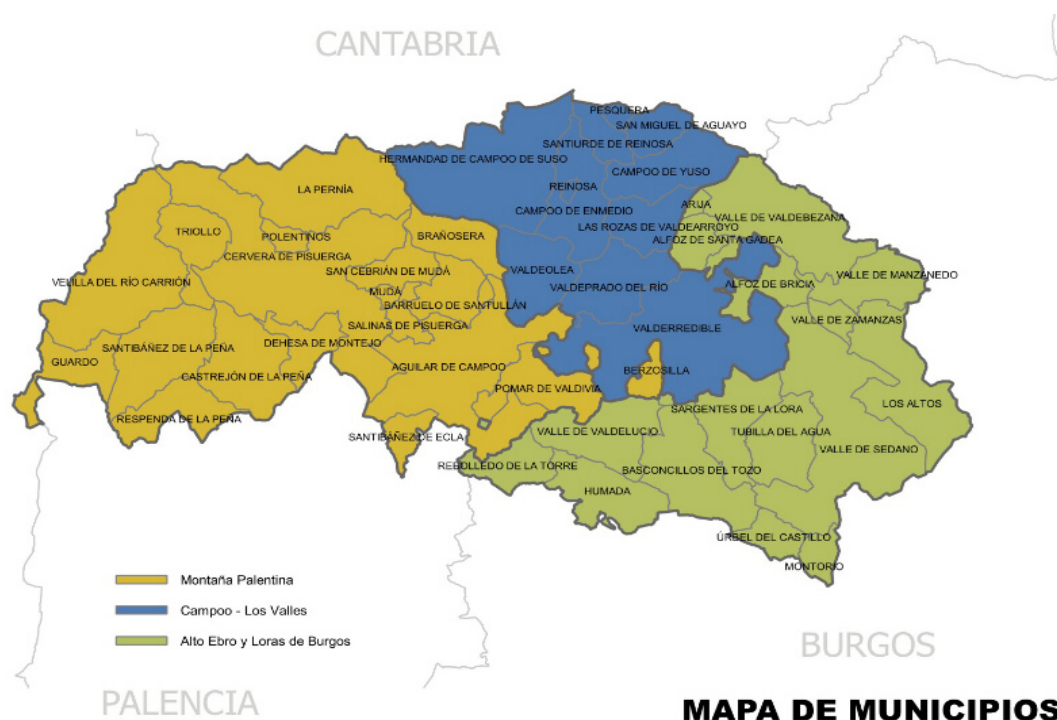 CANTABRIA
PESQUERA
SAN MIGUEL DE AGUAYO
SANTIURDE DE REINOSA
HERMANDAD DE CAMPOO DE SUSO
CAMPOO DE YUSO
LA PERNÍA
REINOSA
ARIJA
CAMPOO DE ENMEDIO
VALLE DE VALDEBEZANA
LAS ROZAS DE VALDEARROYO
TRIOLLO
POLENTINOS
BRAÑOSERA
ALFOZ DE SANTA GADEA
CERVERA DE PISUERGA
SAN CEBRIÁN DE MUDÁ
VALDEOLEA
VALLE DE MANZANEDO
VELILLA DEL RÍO CARRIÓN
VALDEPRADO DEL RÍO
ALFOZ DE BRICIA
MUDÁ
BARRUELO DE SANTULLÁN
VALLE DE ZAMANZAS
SALINAS DE PISUERGA
VALDERREDIBLE
DEHESA DE MONTEJO
SANTIBÁÑEZ DE LA PEÑA
GUARDO
AGUILAR DE CAMPOO
BERZOSILLA
CASTREJÓN DE LA PEÑA
POMAR DE VALDIVIA
LOS ALTOS
SARGENTES DE LA LORA
RESPENDA DE LA PEÑA
VALLE DE VALDELUCIO
TUBILLA DEL AGUA
SANTIBÁÑEZ DE ECLA
VALLE DE SEDANO
REBOLLEDO DE LA TORRE
BASCONCILLOS DEL TOZO
HUMADA
ÚRBEL DEL CASTILLO
MONTORIO
Montaña Palentina
Campoo - Los Valles
Alto Ebro y Loras de Burgos
BURGOS
PALENCIA
MAPA DE MUNICIPIOS